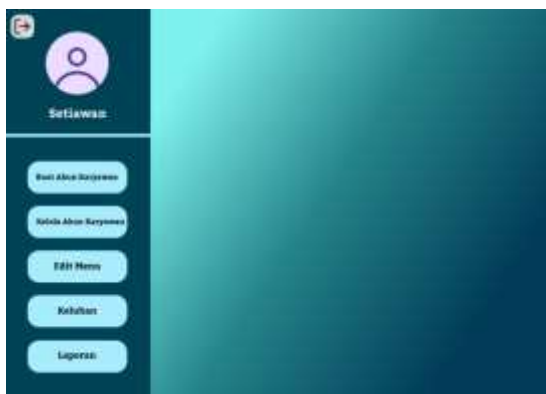 Setiawan
Buat Akun Karyawan
Kelola Akun Karyawan
Edit Menu
Keluhan
Laporan